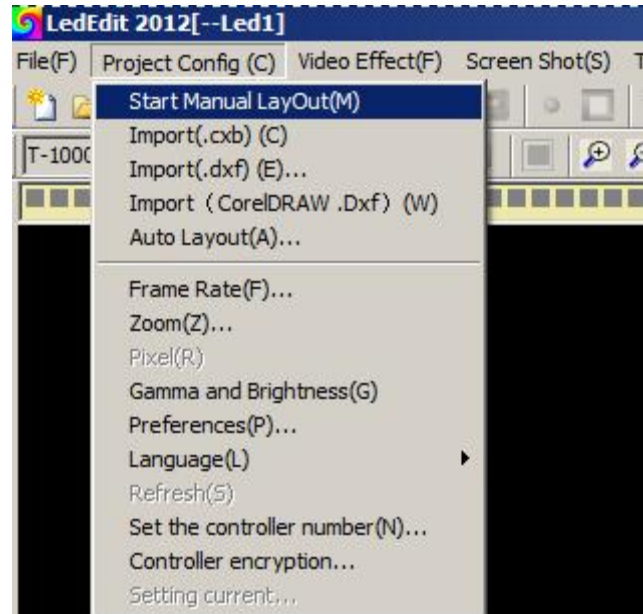 LedEdit 2012[--Led1]
File(F) Project Config (C) Video Effect(F) Screen Shot(S) T
Start Manual LayOut(M)
T-1000
Import(.cxb) (C)
Import(.dxf) (E)...
Import（CorelDRAW .Dxf）(W)
Auto Layout(A)...
Frame Rate(F)...
Zoom(Z)...
Pixel(R)
Gamma and Brightness(G)
Preferences(P)...
Language(L)
Refresh(S)
Set the controller number(N)...
Controller encryption...
Setting current...